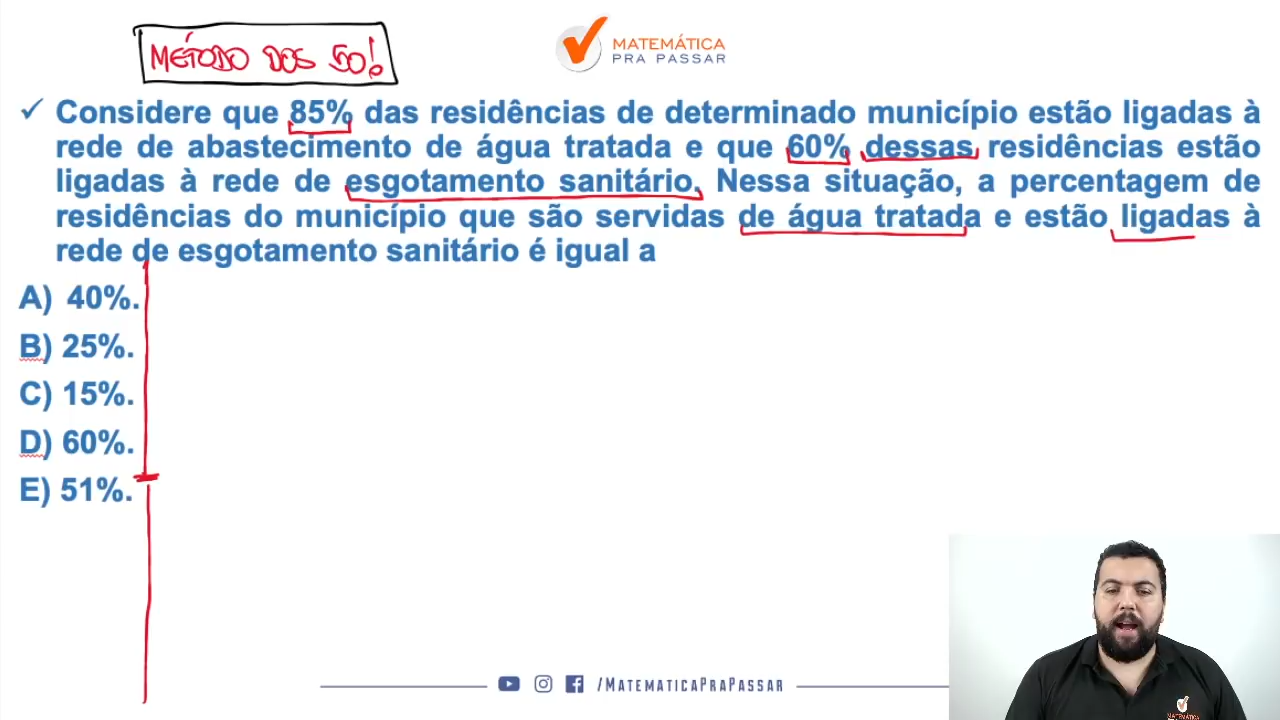 MÉTODO DOS 50!
MATEMÁTICA
PRA PASSAR
✓ Considere que 85% das residências de determinado município estão ligadas à
rede de abastecimento de água tratada e que 60% dessas residências estão
ligadas à rede de esgotamento sanitário. Nessa situação, a percentagem de
residências do município que são servidas de água tratada e estão ligadas à
rede de esgotamento sanitário é igual a
A) 40%.
B) 25%.
C) 15%.
D) 60%.
E) 51%.
/MATEMATICAPRAPASSAR
MATEMÁTICA